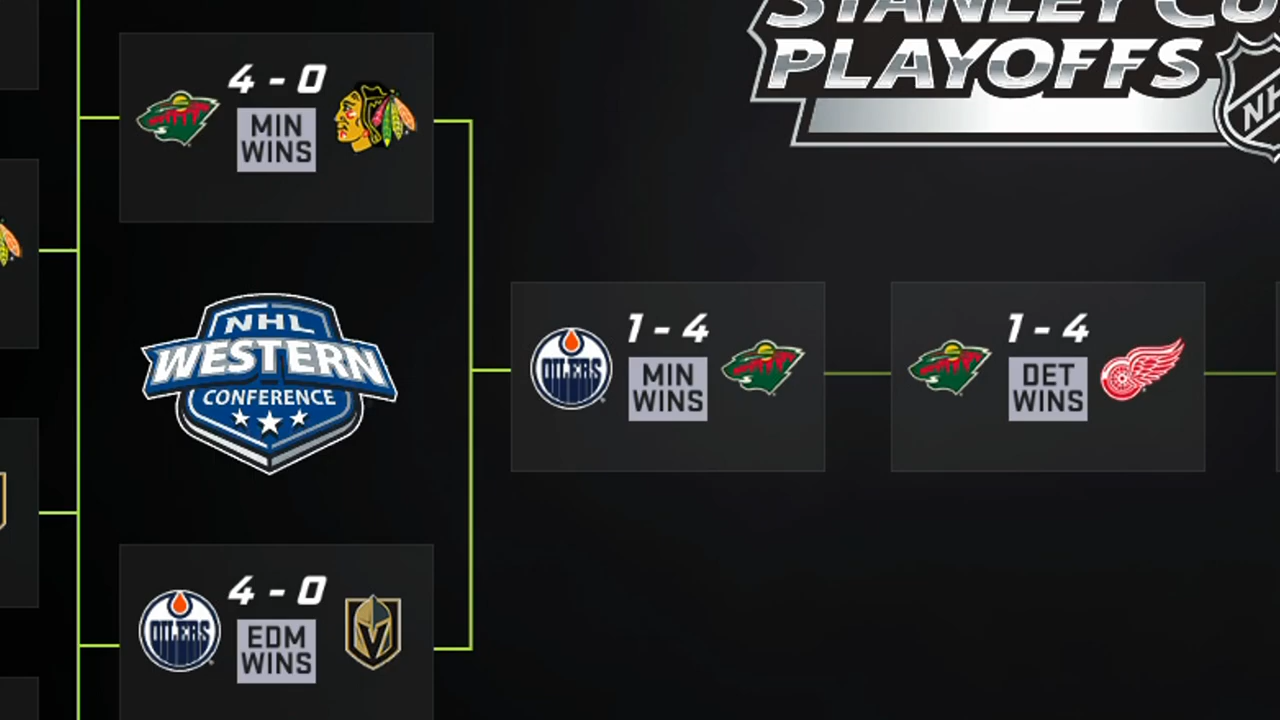 STANLEY CU
PLAYOFFS
NH
4 - 0
MIN
WINS
NHL
WESTERN
CONFERENCE
OILERS
1 - 4
MIN
WINS
1 - 4
DET
WINS
4 - 0
OILERS
EDM
WINS